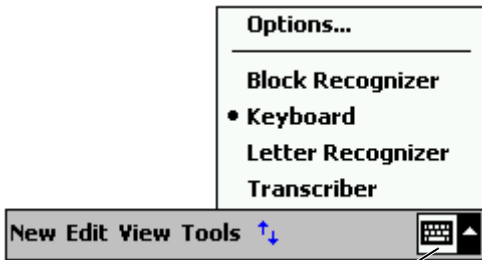 Options...
Block Recognizer
Keyboard
Letter Recognizer
Transcriber
New Edit View Tools